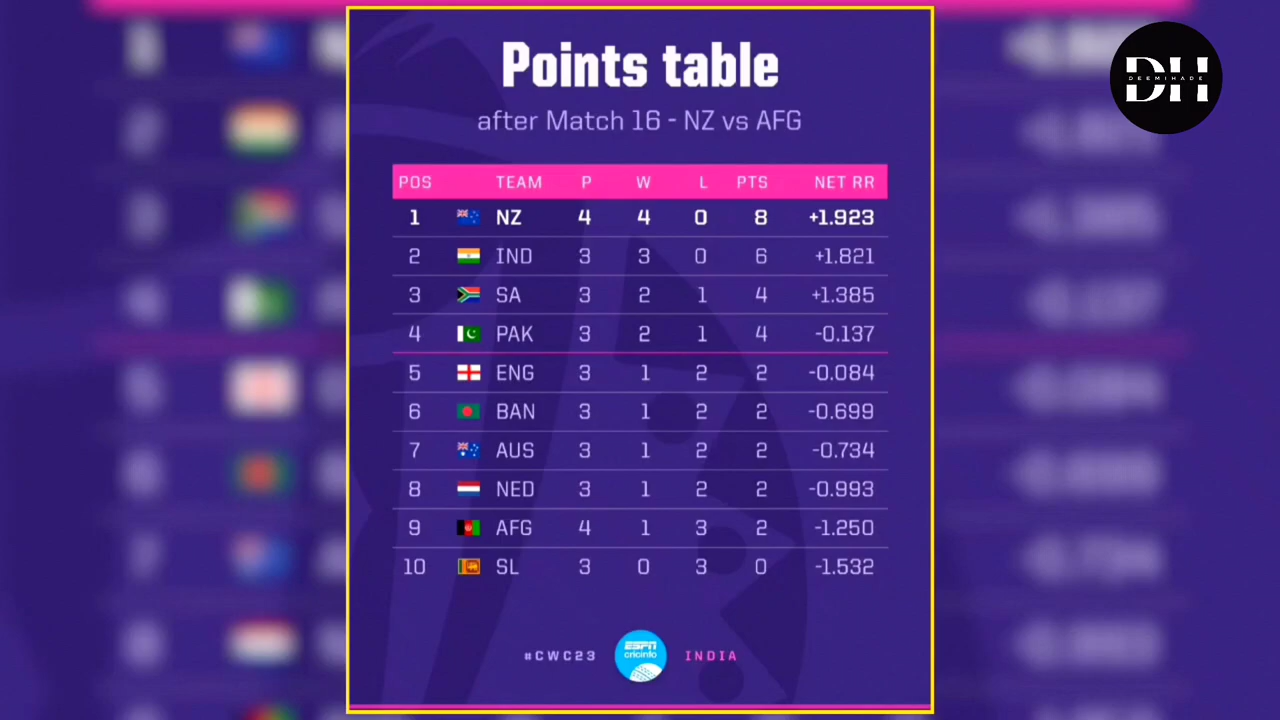 Points table
after Match 16 - NZ vs AFG
POS TEAM P W L PTS NET RR
1 NZ 4 4 0 8 +1.923
2 IND 3 3 0 6 +1.821
3 SA 3 2 1 4 +1.385
4 PAK 3 2 1 4 -0.137
5 ENG 3 1 2 2 -0.084
6 BAN 3 1 2 2 -0.699
7 AUS 3 1 2 2 -0.734
8 NED 3 1 2 2 -0.993
9 AFG 4 1 3 2 -1.250
10 SL 3 0 3 0 -1.532
#CWC23 ESPN cricinfo INDIA
DH
DEEMIHADE